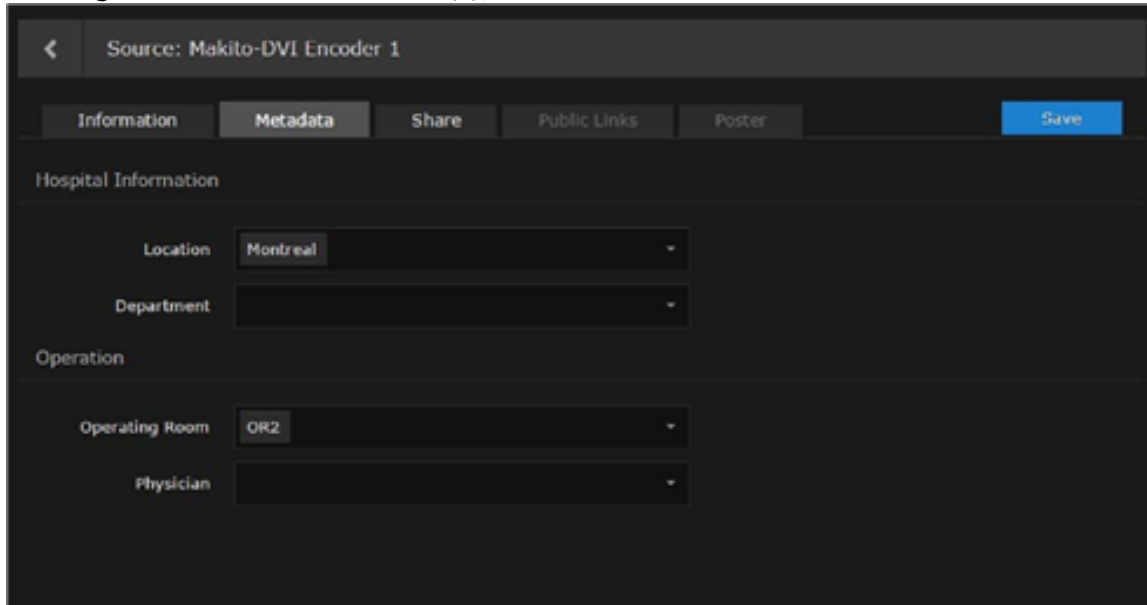 Source: Makito-DVI Encoder 1
Information Metadata Share Public Links Poster Save
Hospital Information
Location Montreal
Department
Operation
Operating Room OR2
Physician